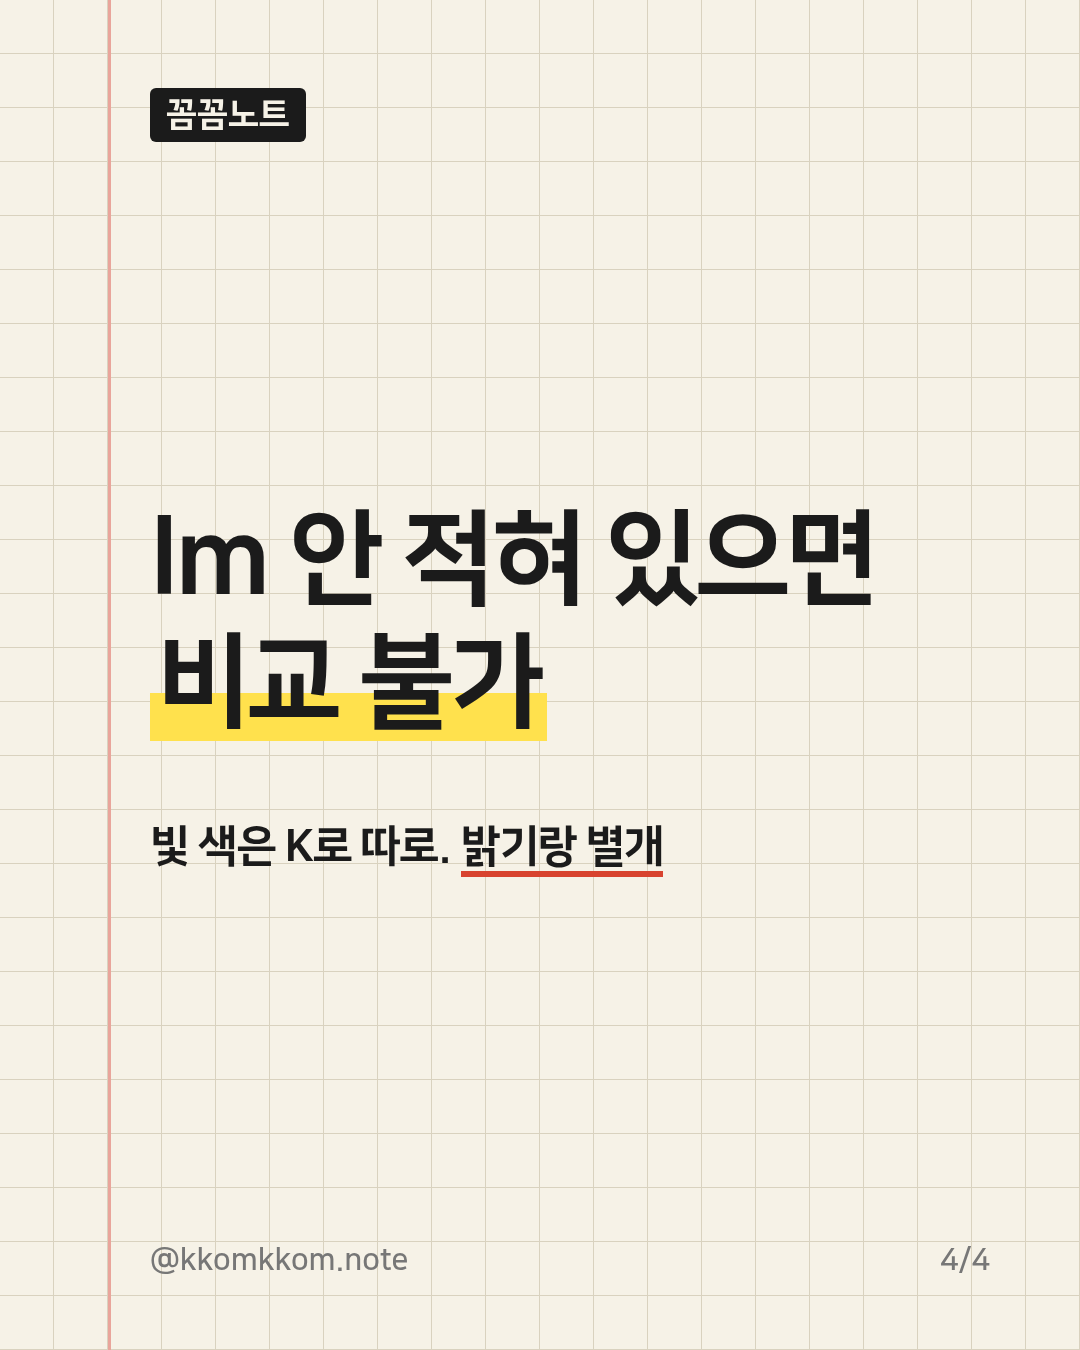 꼼꼼노트
lm 안 적혀 있으면
비교 불가
빛 색은 K로 따로. 밝기랑 별개
@kkomkkom.note
4/4